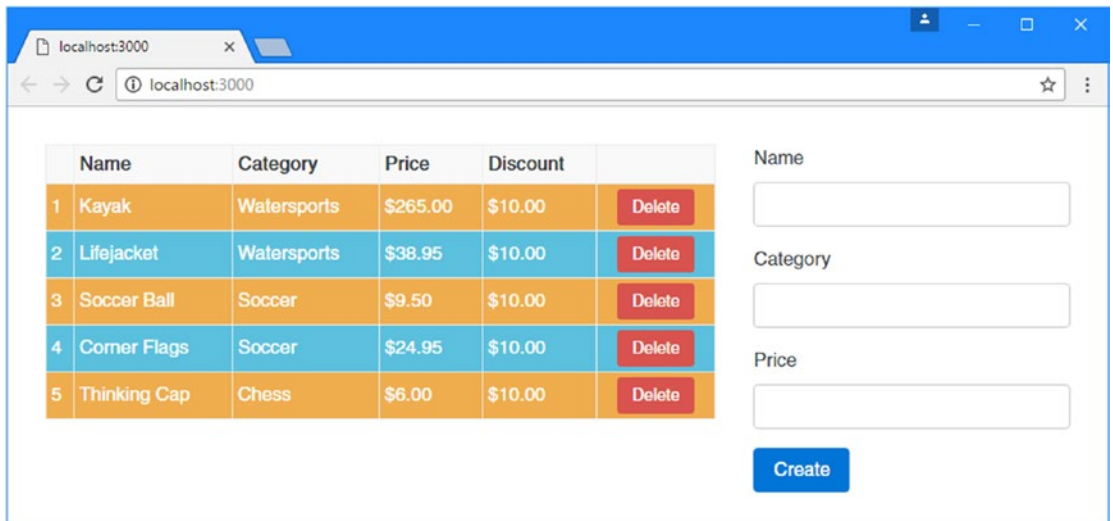 localhost:3000
localhost:3000
Name Category Price Discount
1 Kayak Watersports $265.00 $10.00 Delete
2 Lifejacket Watersports $38.95 $10.00 Delete
3 Soccer Ball Soccer $9.50 $10.00 Delete
4 Corner Flags Soccer $24.95 $10.00 Delete
5 Thinking Cap Chess $6.00 $10.00 Delete
Name
Category
Price
Create